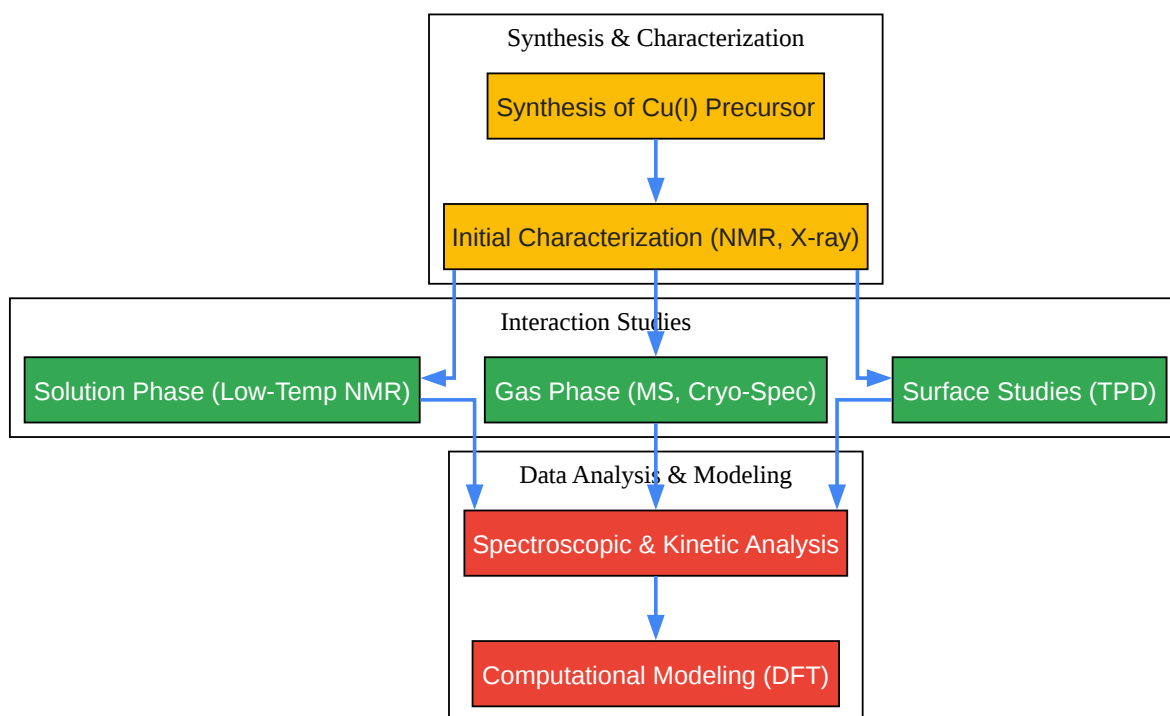 Synthesis & Characterization
Synthesis of Cu(I) Precursor
Initial Characterization (NMR, X-ray)
Interaction Studies
Solution Phase (Low-Temp NMR)
Gas Phase (MS, Cryo-Spec)
Surface Studies (TPD)
Data Analysis & Modeling
Spectroscopic & Kinetic Analysis
Computational Modeling (DFT)